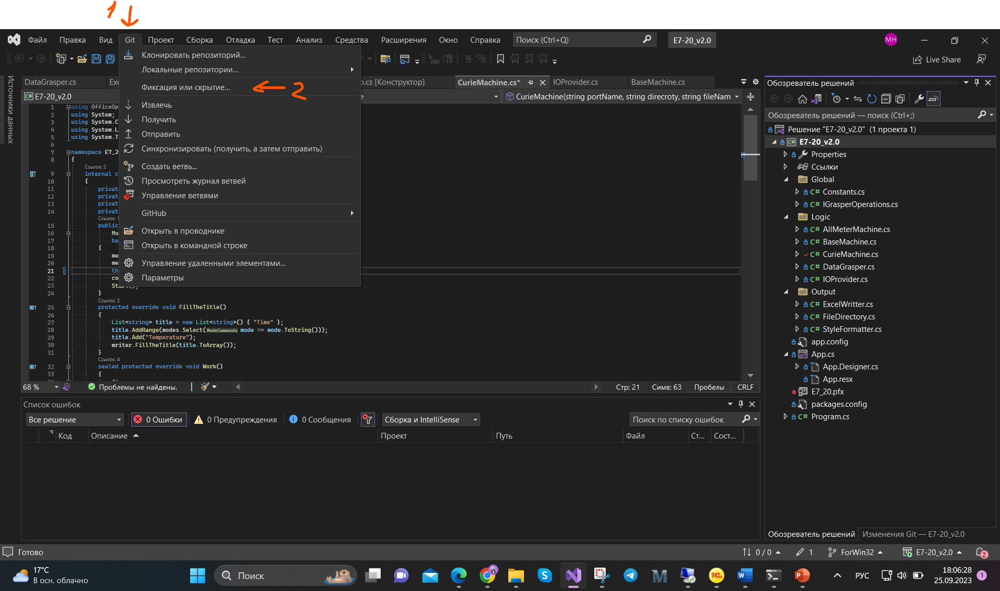 1
Файл Правка Вид Git Проект Сборка Отладка Тест Анализ Средства Расширения Окно Справка Поиск (Ctrl+Q) E7-20_v2.0 МН
Live Share
Клонировать репозиторий...
Локальные репозитории...
Фиксация или скрытие... 2
Извлечь
Получить
Отправить
Синхронизировать (получить, а затем отправить)
Создать ветвь...
Просмотреть журнал ветвей
Управление ветвями
GitHub
Открыть в проводнике
Открыть в командной строке
Управление удаленными элементами...
Параметры
Источники данных
DataGrasper.cs Exc p.cs [Конструктор] CurieMachine.cs* IOProvider.cs BaseMachine.cs
C# E7-20_v2.0 e CurieMachine(string portName, string direcroty, string fileNam
1 using OfficeOp
2 using System;
3 using System.C
4 using System.L
5 using System.T
6
7 namespace E7_2
8 {
Ссылок: 2
9 internal c
10 {
11 privat
12 privat
13 privat
14 privat
Ссылок: 1
15 public
16 Mo
17 ba
18 {
19 me
20 me
21 th
22 co
23 Start();
24 }
Ссылок: 2
25 protected override void FillTheTitle()
26 {
27 List<string> title = new List<string>() { "Time" };
28 title.AddRange(modes.Select(ModeCommands mode => mode.ToString()));
29 title.Add("Temperature");
30 writer.FillTheTitle(title.ToArray());
31 }
Ссылок: 4
32 sealed protected override void Work()
33 {
68 % Проблемы не найдены. Стр: 21 Симв: 63 Пробелы CRLF
Список ошибок
Все решение 0 Ошибки 0 Предупреждения 0 Сообщения Сборка и IntelliSense Поиск по списку ошибок
Код Описание Проект Путь Файл Ст... Сост...
Обозреватель решений
Обозреватель решений — поиск (Ctrl+;)
Решение "E7-20_v2.0" (1 проекта 1)
C# E7-20_v2.0
Properties
Ссылки
Global
C# Constants.cs
C# IGrasperOperations.cs
Logic
C# AllMeterMachine.cs
C# BaseMachine.cs
C# CurieMachine.cs
C# DataGrasper.cs
C# IOProvider.cs
Output
C# ExcelWritter.cs
C# FileDirectory.cs
C# StyleFormatter.cs
app.config
App.cs
App.Designer.cs
App.resx
E7_20.pfx
packages.config
C# Program.cs
Обозреватель решений Изменения Git — E7-20_v2.0
Готово 0 / 0 1 ForWin32 E7-20_v2.0 2
17°C
В осн. облачно
Поиск
РУС
18:06:28
25.09.2023
1